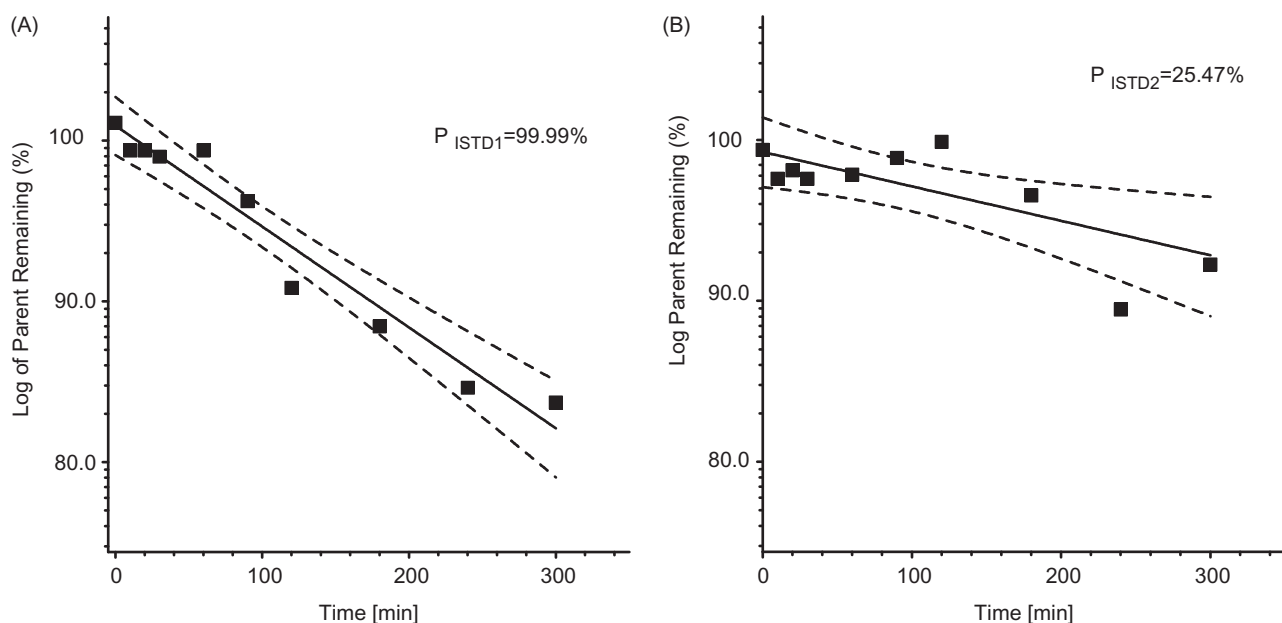 (A)
P ISTD1=99.99%
Log of Parent Remaining (%)
100
90.0
80.0
0 100 200 300
Time [min]
(B)
P ISTD2=25.47%
Log Parent Remaining (%)
100
90.0
80.0
0 100 200 300
Time [min]